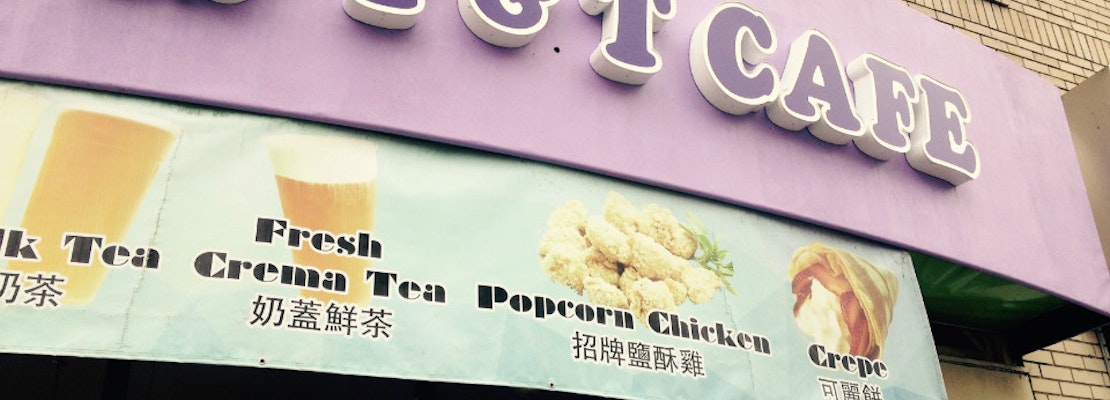 T CAFE
Tea
奶茶
Fresh
Crema Tea
奶蓋鮮茶
Popcorn Chicken
招牌鹽酥雞
Crepe
可麗餅